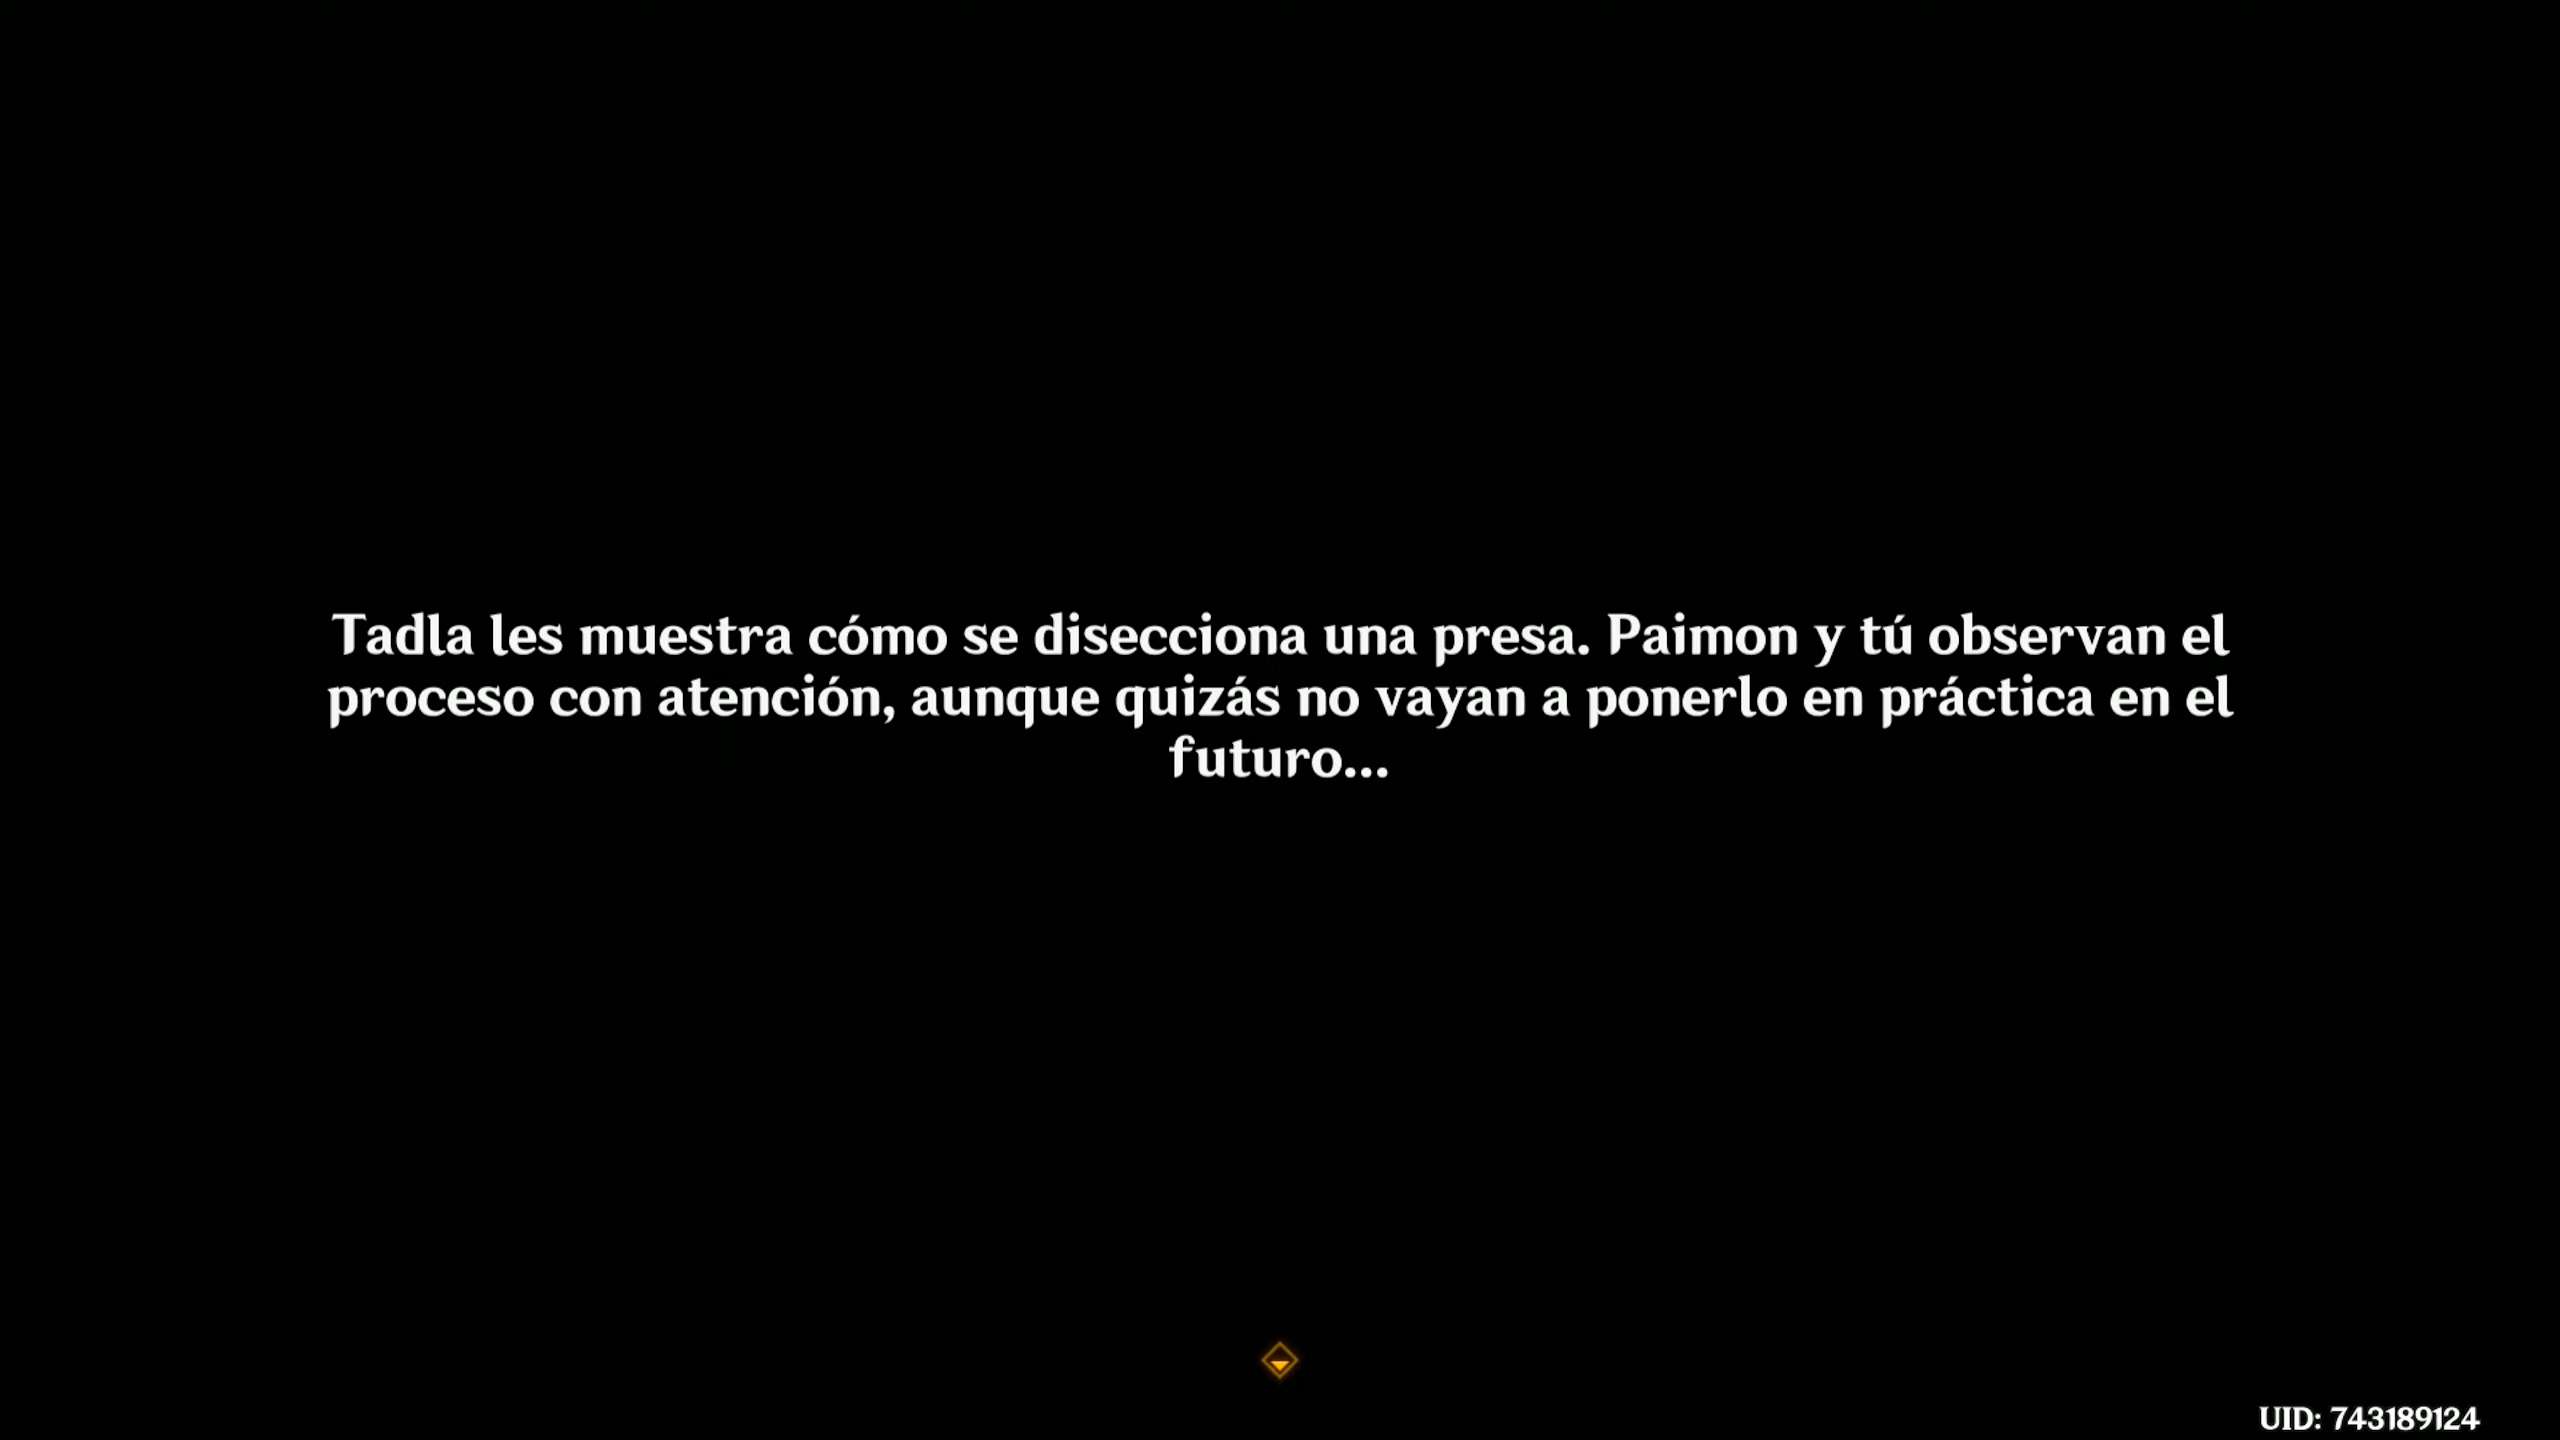 Tadla les muestra cómo se disecciona una presa. Paimon y tú observan el
proceso con atención, aunque quizás no vayan a ponerlo en práctica en el
futuro...
UID: 743189124